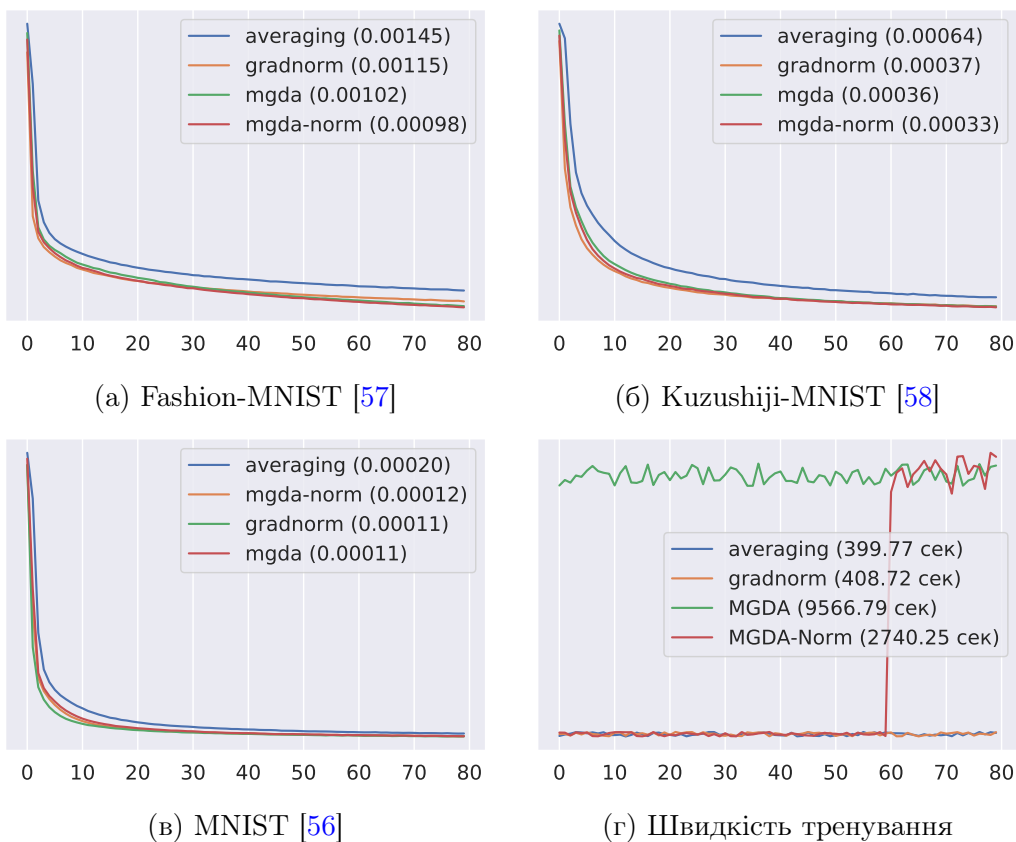 averaging (0.00145)
gradnorm (0.00115)
mgda (0.00102)
mgda-norm (0.00098)
0 10 20 30 40 50 60 70 80
(а) Fashion-MNIST [57]
averaging (0.00064)
gradnorm (0.00037)
mgda (0.00036)
mgda-norm (0.00033)
0 10 20 30 40 50 60 70 80
(б) Kuzushiji-MNIST [58]
averaging (0.00020)
mgda-norm (0.00012)
gradnorm (0.00011)
mgda (0.00011)
0 10 20 30 40 50 60 70 80
(в) MNIST [56]
averaging (399.77 сек)
gradnorm (408.72 сек)
MGDA (9566.79 сек)
MGDA-Norm (2740.25 сек)
0 10 20 30 40 50 60 70 80
(г) Швидкість тренування